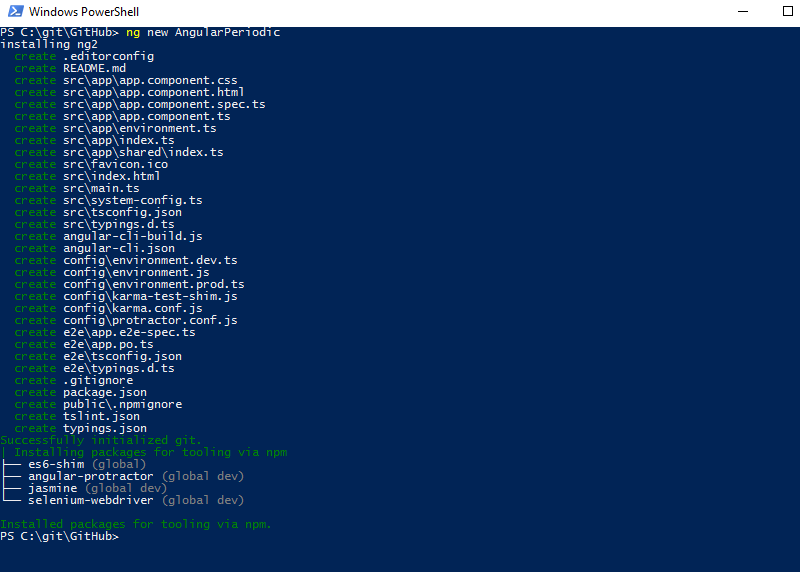 Windows PowerShell
PS C:\git\GitHub> ng new AngularPeriodic
installing ng2
  create .editorconfig
  create README.md
  create src\app\app.component.css
  create src\app\app.component.html
  create src\app\app.component.spec.ts
  create src\app\app.component.ts
  create src\app\environment.ts
  create src\app\index.ts
  create src\app\shared\index.ts
  create src\favicon.ico
  create src\index.html
  create src\main.ts
  create src\system-config.ts
  create src\tsconfig.json
  create src\typings.d.ts
  create angular-cli-build.js
  create angular-cli.json
  create config\environment.dev.ts
  create config\environment.js
  create config\environment.prod.ts
  create config\karma-test-shim.js
  create config\karma.conf.js
  create config\protractor.conf.js
  create e2e\app.e2e-spec.ts
  create e2e\app.po.ts
  create e2e\tsconfig.json
  create e2e\typings.d.ts
  create .gitignore
  create package.json
  create public\.npmignore
  create tslint.json
  create typings.json
Successfully initialized git.
| Installing packages for tooling via npm
├── es6-shim (global)
├── angular-protractor (global dev)
├── jasmine (global dev)
└── selenium-webdriver (global dev)
Installed packages for tooling via npm.
PS C:\git\GitHub>